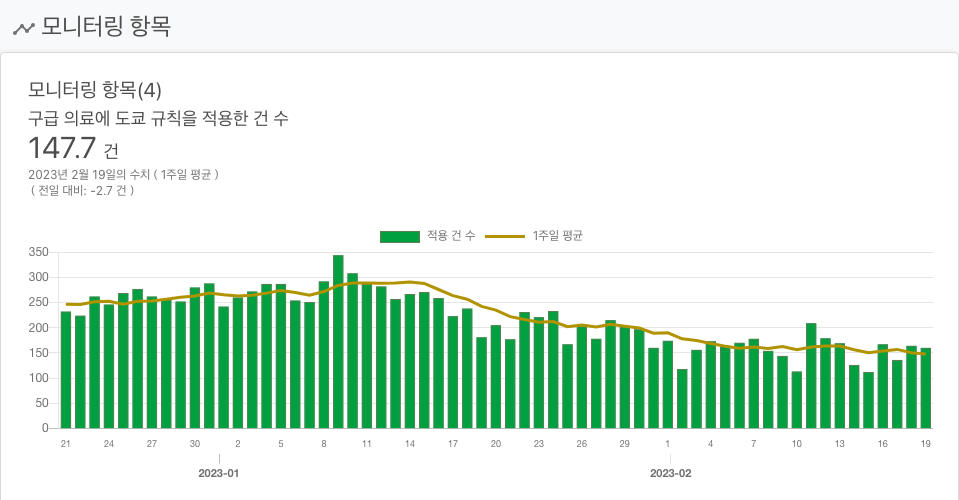 모니터링 항목
모니터링 항목(4)
구급 의료에 도쿄 규칙을 적용한 건 수
147.7 건
2023년 2월 19일의 수치 ( 1주일 평균 )
( 전일 대비: -2.7 건 )
적용 건 수 1주일 평균
350
300
250
200
150
100
50
0
21 24 27 30 2 5 8 11 14 17 20 23 26 29 1 4 7 10 13 16 19
2023-01 2023-02